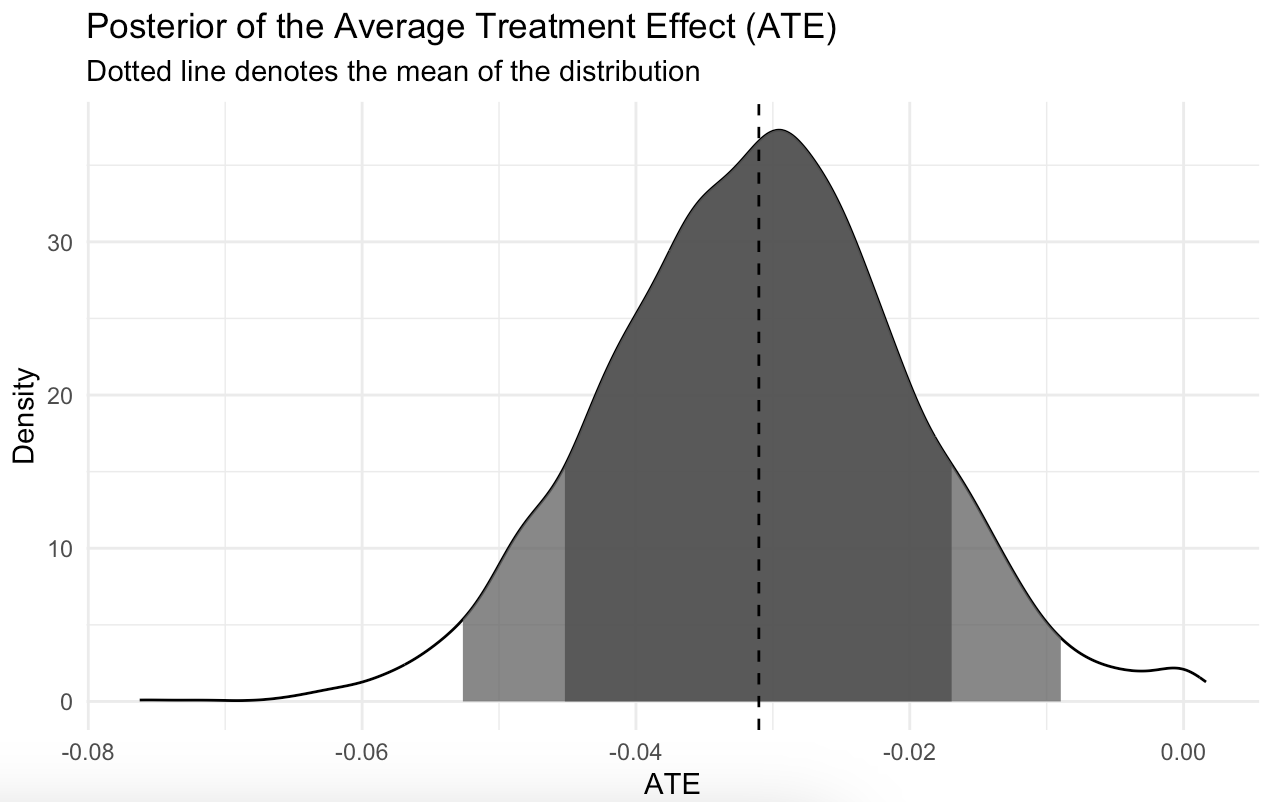 Posterior of the Average Treatment Effect (ATE)
Dotted line denotes the mean of the distribution
Density
30
20
10
0
-0.08 -0.06 -0.04 -0.02 0.00
ATE